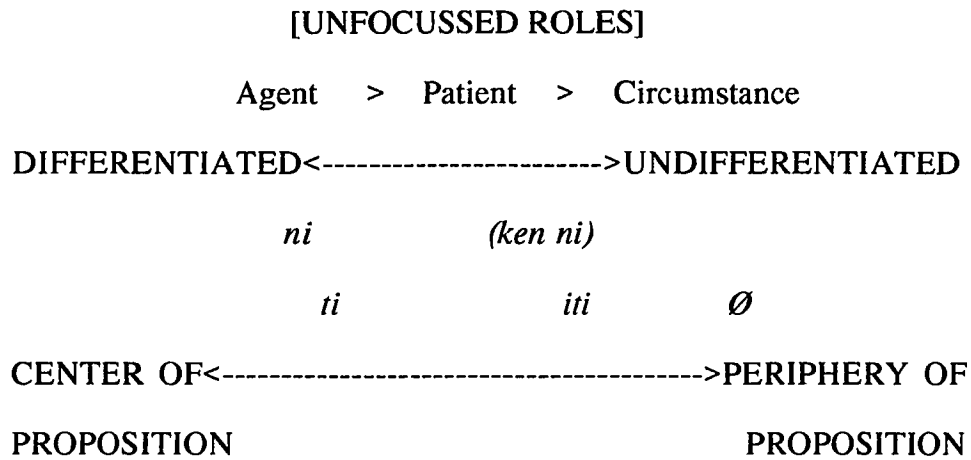 [UNFOCUSSED ROLES]
Agent > Patient > Circumstance
DIFFERENTIATED<------------------------->UNDIFFERENTIATED
ni (ken ni)
ti iti Ø
CENTER OF<----------------------------------------->PERIPHERY OF
PROPOSITION PROPOSITION